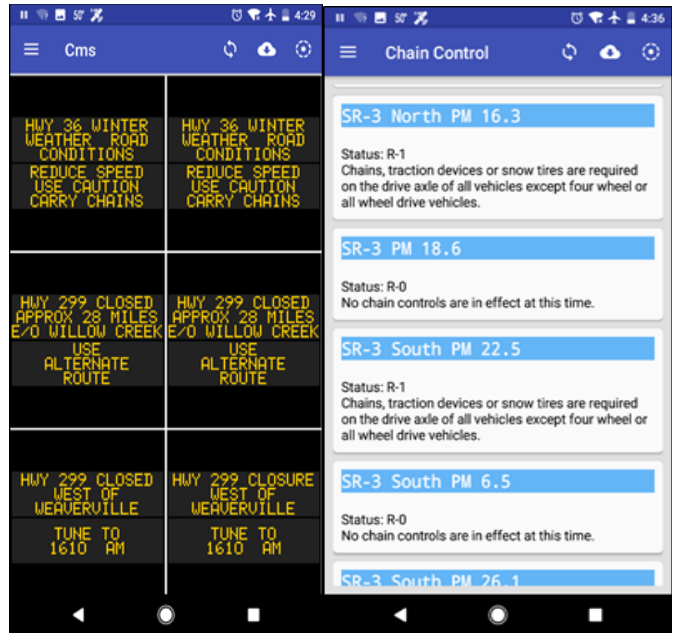 50°
4:29
Cms
HWY 36 WINTER
WEATHER ROAD
CONDITIONS
REDUCE SPEED
USE CAUTION
CARRY CHAINS
HWY 36 WINTER
WEATHER ROAD
CONDITIONS
REDUCE SPEED
USE CAUTION
CARRY CHAINS
HWY 299 CLOSED
APPROX 28 MILES
E/O WILLOW CREEK
USE
ALTERNATE
ROUTE
HWY 299 CLOSED
APPROX 28 MILES
E/O WILLOW CREEK
USE
ALTERNATE
ROUTE
HWY 299 CLOSED
WEST OF
WEAVERVILLE
TUNE TO
1610 AM
HWY 299 CLOSURE
WEST OF
WEAVERVILLE
TUNE TO
1610 AM
50°
4:36
Chain Control
SR-3 North PM 16.3
Status: R-1
Chains, traction devices or snow tires are required
on the drive axle of all vehicles except four wheel or
all wheel drive vehicles.
SR-3 PM 18.6
Status: R-0
No chain controls are in effect at this time.
SR-3 South PM 22.5
Status: R-1
Chains, traction devices or snow tires are required
on the drive axle of all vehicles except four wheel or
all wheel drive vehicles.
SR-3 South PM 6.5
Status: R-0
No chain controls are in effect at this time.
SR-3 South PM 26.1